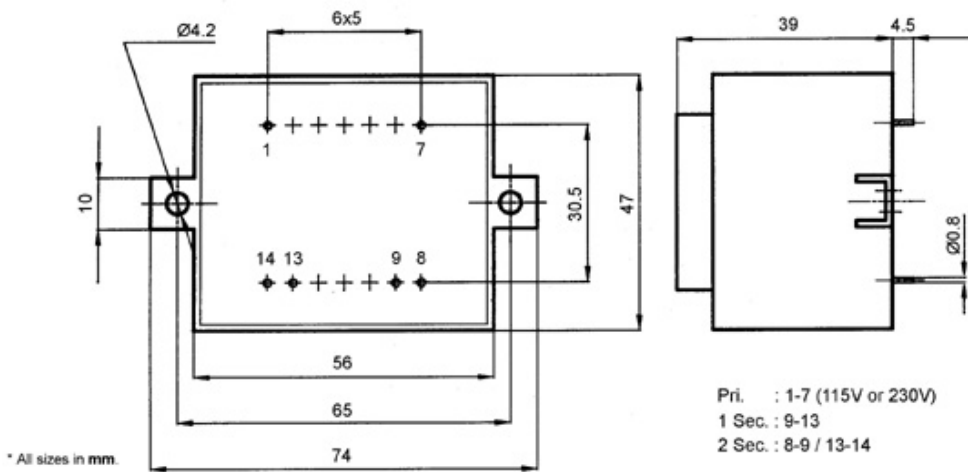 6x5
39
4.5
Ø4.2
1
7
10
30.5
47
14 13
9
8
Ø0.8
56
65
74
Pri. : 1-7 (115V or 230V)
1 Sec. : 9-13
2 Sec. : 8-9 / 13-14
* All sizes in mm.